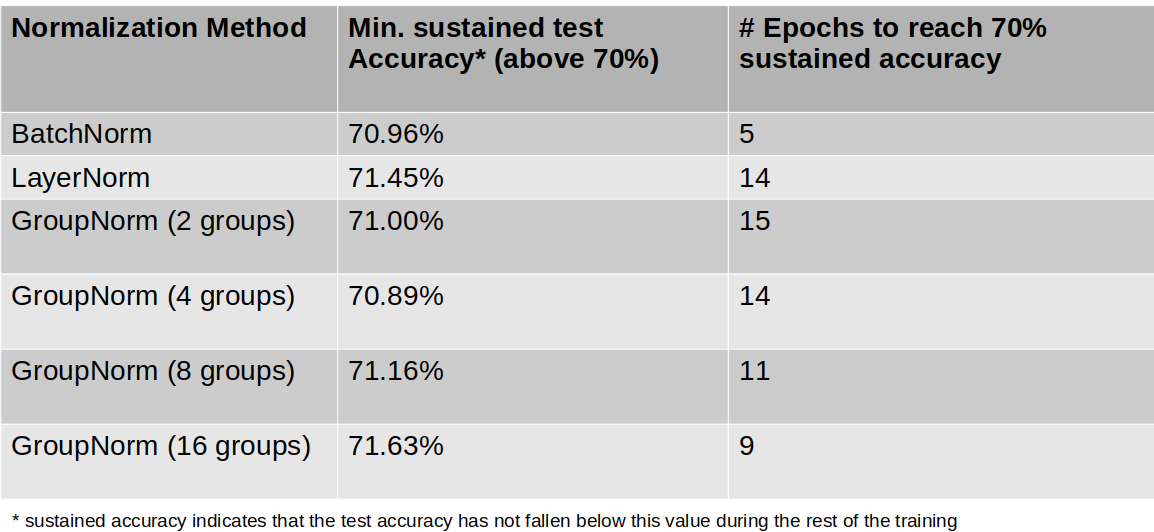 Normalization Method
Min. sustained test
Accuracy* (above 70%)
# Epochs to reach 70%
sustained accuracy
BatchNorm 70.96% 5
LayerNorm 71.45% 14
GroupNorm (2 groups) 71.00% 15
GroupNorm (4 groups) 70.89% 14
GroupNorm (8 groups) 71.16% 11
GroupNorm (16 groups) 71.63% 9
* sustained accuracy indicates that the test accuracy has not fallen below this value during the rest of the training